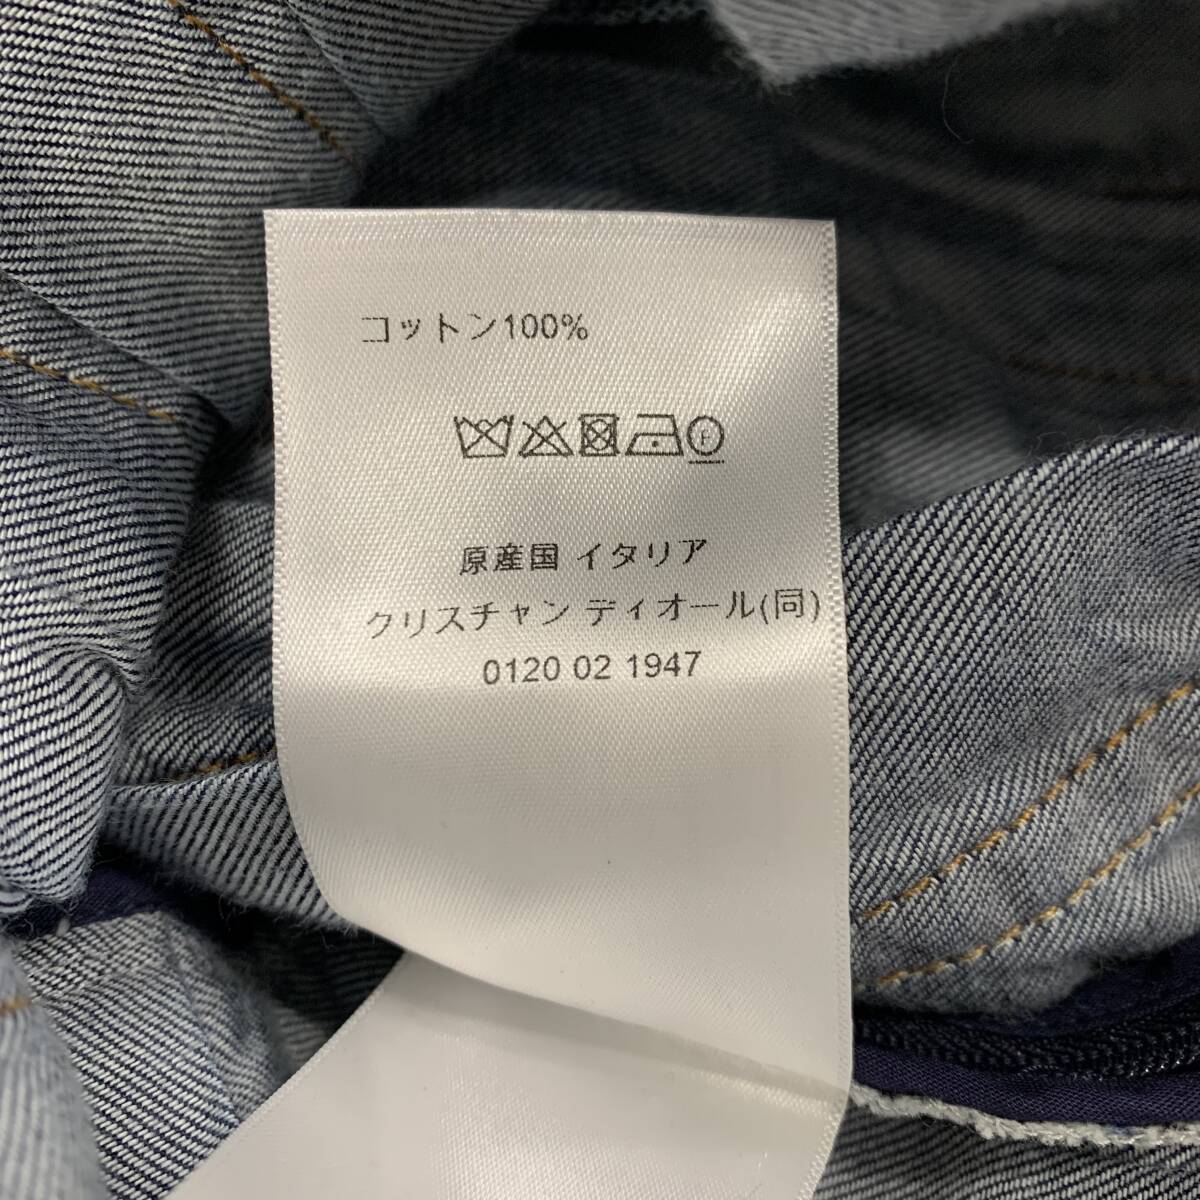 コットン100%
F
原産国 イタリア
クリスチャン ディオール(同)
0120 02 1947